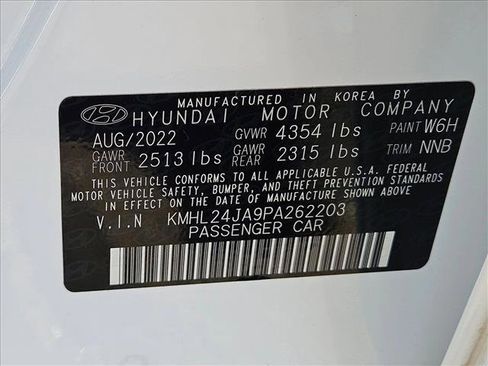 MANUFACTURED IN KOREA BY
HYUNDAI MOTOR COMPANY
AUG/2022 GVWR 4354 lbs PAINT W6H
GAWR FRONT 2513 lbs GAWR REAR 2315 lbs TRIM NNB
THIS VEHICLE CONFORMS TO ALL APPLICABLE U.S.A. FEDERAL
MOTOR VEHICLE SAFETY, BUMPER, AND THEFT PREVENTION STANDARDS
IN EFFECT ON THE DATE OF MANUFACTURE SHOWN ABOVE
V.I.N KMHL24JA9PA262203
PASSENGER CAR